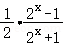 1/2 · (2^x − 1)/(2^x + 1)